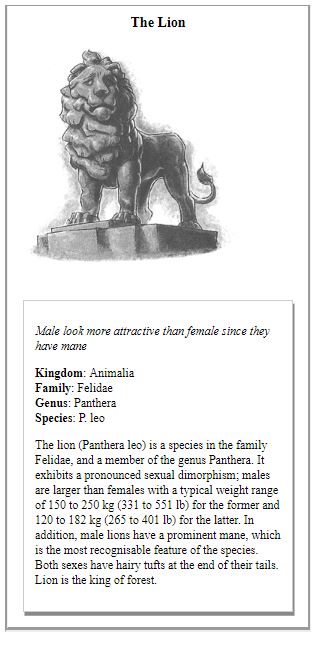 The Lion
Male look more attractive than female since they
have mane
Kingdom: Animalia
Family: Felidae
Genus: Panthera
Species: P. leo
The lion (Panthera leo) is a species in the family
Felidae, and a member of the genus Panthera. It
exhibits a pronounced sexual dimorphism; males
are larger than females with a typical weight range
of 150 to 250 kg (331 to 551 lb) for the former and
120 to 182 kg (265 to 401 lb) for the latter. In
addition, male lions have a prominent mane, which
is the most recognisable feature of the species.
Both sexes have hairy tufts at the end of their tails.
Lion is the king of forest.